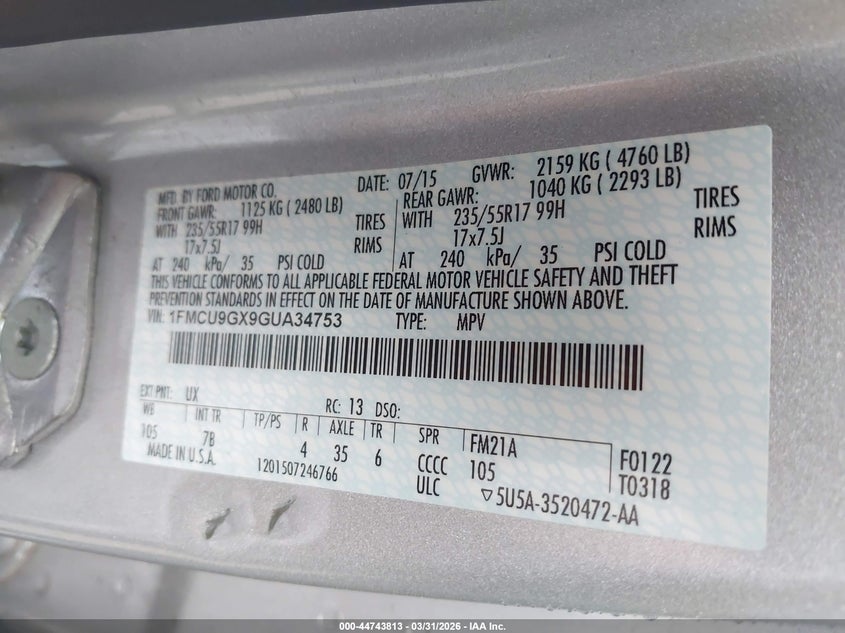 MFD. BY FORD MOTOR CO.
DATE: 07/15 GVWR: 2159 KG ( 4760 LB)
FRONT GAWR: 1125 KG ( 2480 LB)
REAR GAWR: 1040 KG ( 2293 LB)
WITH 235/55R17 99H TIRES
WITH 235/55R17 99H TIRES
17x7.5J RIMS
17x7.5J RIMS
AT 240 kPa/ 35 PSI COLD
AT 240 kPa/ 35 PSI COLD
THIS VEHICLE CONFORMS TO ALL APPLICABLE FEDERAL MOTOR VEHICLE SAFETY AND THEFT
PREVENTION STANDARDS IN EFFECT ON THE DATE OF MANUFACTURE SHOWN ABOVE.
VIN: 1FMCU9GX9GUA34753 TYPE: MPV
EXT PNT: UX RC: 13 DSO:
WB INT TR TP/PS R AXLE TR SPR FM21A
105 7B 4 35 6 CCCC 105 F0122
MADE IN U.S.A. 1201507246766 ULC T0318
▽5U5A-3520472-AA
000-44743813 - 03/31/2026 - IAA Inc.